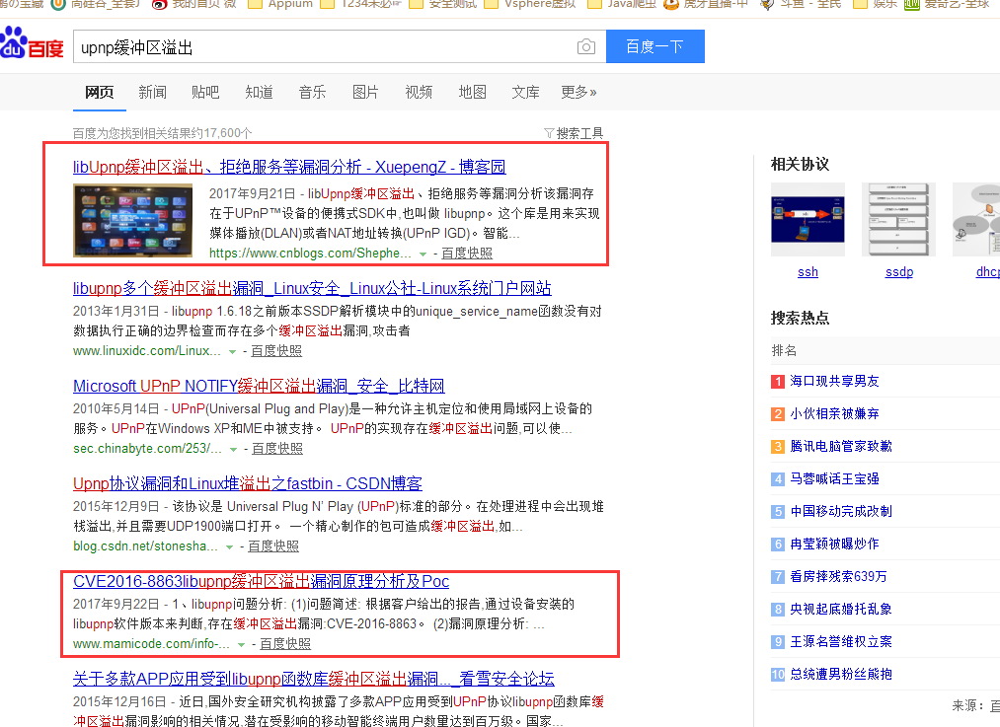 Appium
安全测试
Vsphere虚拟
Java爬虫
虎牙直播-中
斗鱼 - 全民
娱乐
爱奇艺-全球
du百度
upnp缓冲区溢出
百度一下
网页 新闻 贴吧 知道 音乐 图片 视频 地图 文库 更多»
百度为您找到相关结果约17,600个
搜索工具
libUpnp缓冲区溢出、拒绝服务等漏洞分析 - XuepengZ - 博客园
2017年9月21日 - libUpnp缓冲区溢出、拒绝服务等漏洞分析该漏洞存
在于UPnP™设备的便携式SDK中,也叫做 libupnp。这个库是用来实现
媒体播放(DLAN)或者NAT地址转换(UPnP IGD)。智能...
https://www.cnblogs.com/Shephe... - 百度快照
libupnp多个缓冲区溢出漏洞_Linux安全_Linux公社-Linux系统门户网站
2013年1月31日 - libupnp 1.6.18之前版本SSDP解析模块中的unique_service_name函数没有对
数据执行正确的边界检查而存在多个缓冲区溢出漏洞,攻击者
www.linuxidc.com/Linux... - 百度快照
Microsoft UPnP NOTIFY缓冲区溢出漏洞_安全_比特网
2010年5月14日 - UPnP(Universal Plug and Play)是一种允许主机定位和使用局域网上设备的
服务。UPnP在Windows XP和ME中被支持。 UPnP的实现存在缓冲区溢出问题,可以使...
sec.chinabyte.com/253/... - 百度快照
Upnp协议漏洞和Linux堆溢出之fastbin - CSDN博客
2015年12月9日 - 该协议是 Universal Plug N’ Play (UPnP)标准的部分。在处理进程中会出现堆
栈溢出,并且需要UDP1900端口打开。 一个精心制作的包可造成缓冲区溢出,如...
blog.csdn.net/stonesha... - 百度快照
CVE2016-8863libupnp缓冲区溢出漏洞原理分析及Poc
2017年9月22日 - 1、libupnp问题分析: (1)问题简述: 根据客户给出的报告,通过设备安装的
libupnp软件版本来判断,存在缓冲区溢出漏洞:CVE-2016-8863。 (2)漏洞原理分析: ...
www.mamicode.com/info-... - 百度快照
关于多款APP应用受到libupnp函数库缓冲区溢出漏洞..._看雪安全论坛
2015年12月16日 - 近日,国外安全研究机构披露了多款APP应用受到UPnP协议libupnp函数库缓
冲区溢出漏洞影响的相关情况,潜在受影响的移动智能终端用户数量达到百万级。国家...
相关协议
ssh
ssdp
dhcp
搜索热点
排名
1 海口现共享男友
2 小伙相亲被嫌弃
3 腾讯电脑管家致歉
4 马蓉喊话王宝强
5 中国移动完成改制
6 冉莹颖被曝炒作
7 看房摔残索639万
8 央视起底婚托乱象
9 王源名誉维权立案
10 总统遭男粉丝熊抱
来源：百